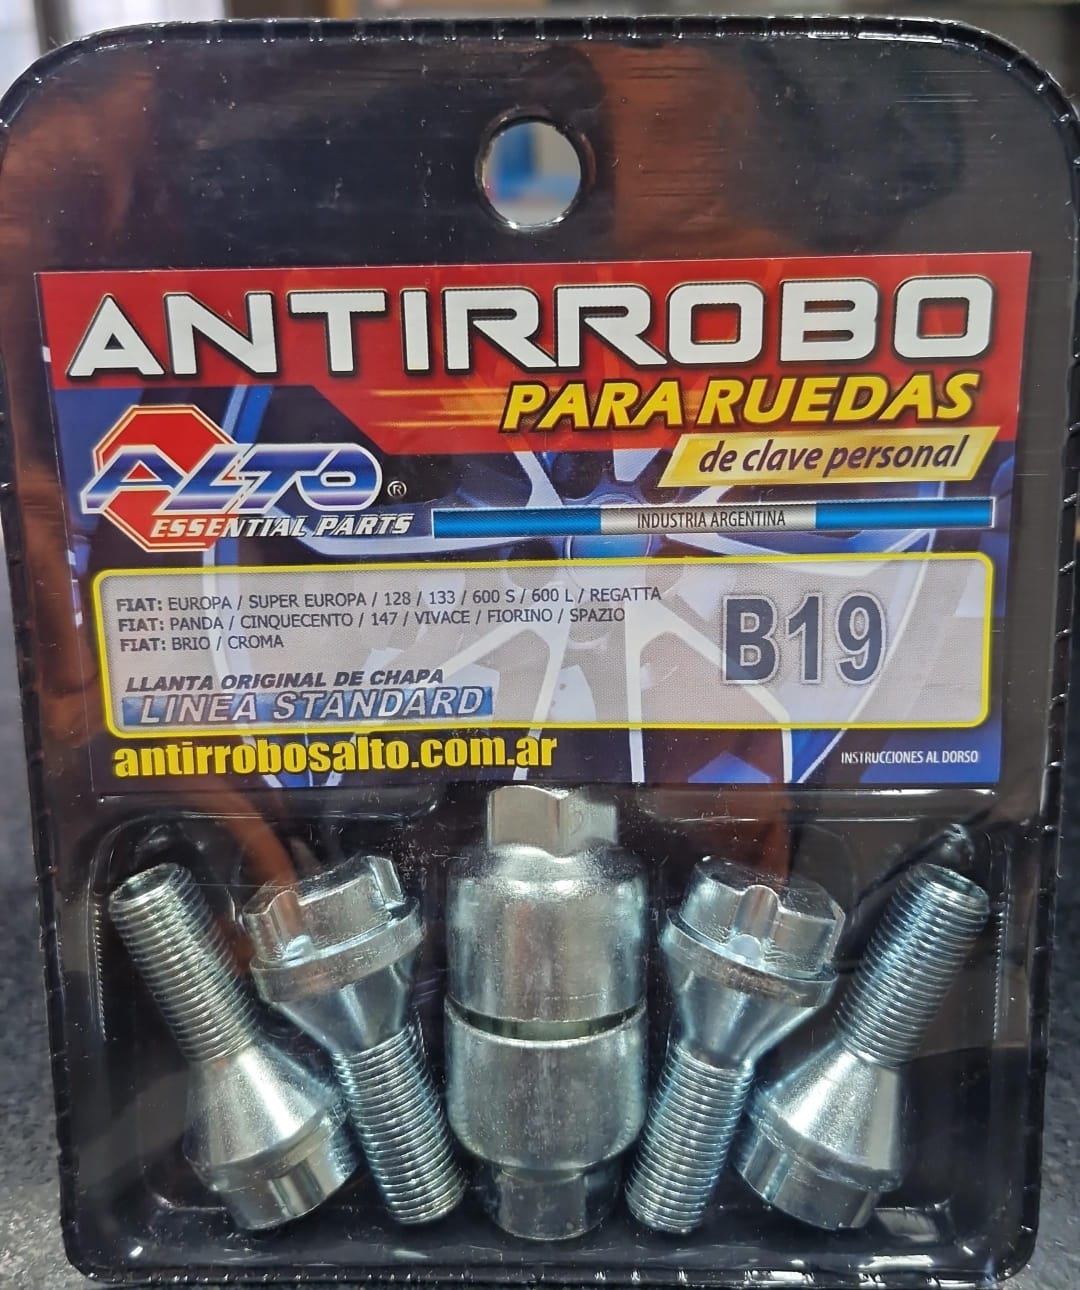 ANTIRROBO
PARA RUEDAS
de clave personal
ALTO ®
ESSENTIAL PARTS
INDUSTRIA ARGENTINA
FIAT: EUROPA / SUPER EUROPA / 128 / 133 / 600 S / 600 L / REGATTA
FIAT: PANDA / CINQUECENTO / 147 / VIVACE / FIORINO / SPAZIO
FIAT: BRIO / CROMA
B19
LLANTA ORIGINAL DE CHAPA
LINEA STANDARD
antirrobosalto.com.ar
INSTRUCCIONES AL DORSO